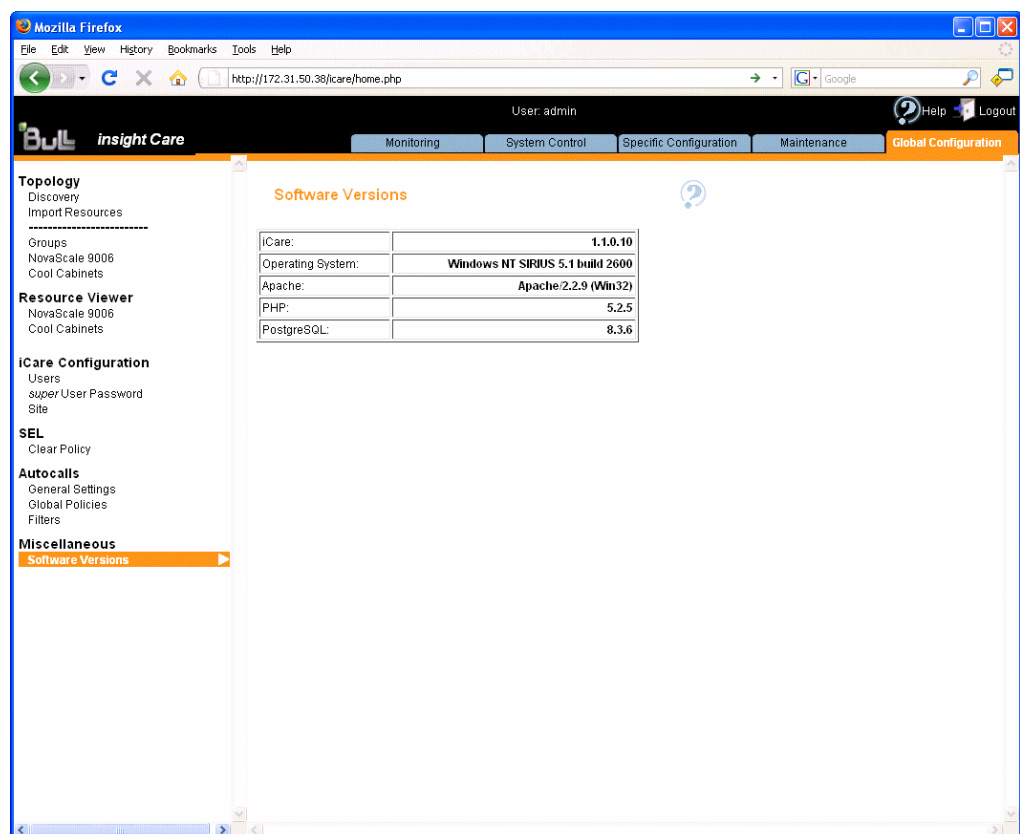 Mozilla Firefox
File Edit View History Bookmarks Tools Help
http://172.31.50.38/icare/home.php
G Google
User: admin
Help Logout
Bull insight Care
Monitoring System Control Specific Configuration Maintenance Global Configuration
Topology
Discovery
Import Resources
-------------------------
Groups
NovaScale 9006
Cool Cabinets
Resource Viewer
NovaScale 9006
Cool Cabinets
iCare Configuration
Users
super User Password
Site
SEL
Clear Policy
Autocalls
General Settings
Global Policies
Filters
Miscellaneous
Software Versions
Software Versions
iCare: 1.1.0.10
Operating System: Windows NT SIRIUS 5.1 build 2600
Apache: Apache/2.2.9 (Win32)
PHP: 5.2.5
PostgreSQL: 8.3.6